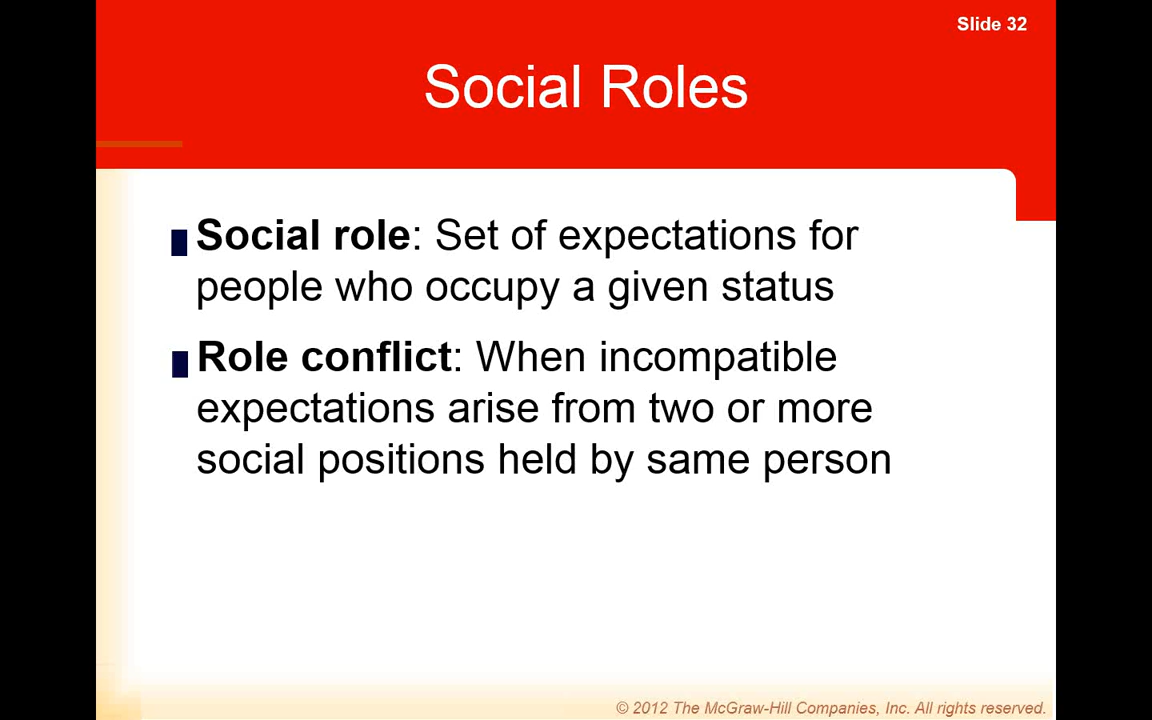 Slide 32
Social Roles
Social role: Set of expectations for
people who occupy a given status
Role conflict: When incompatible
expectations arise from two or more
social positions held by same person
© 2012 The McGraw-Hill Companies, Inc. All rights reserved.